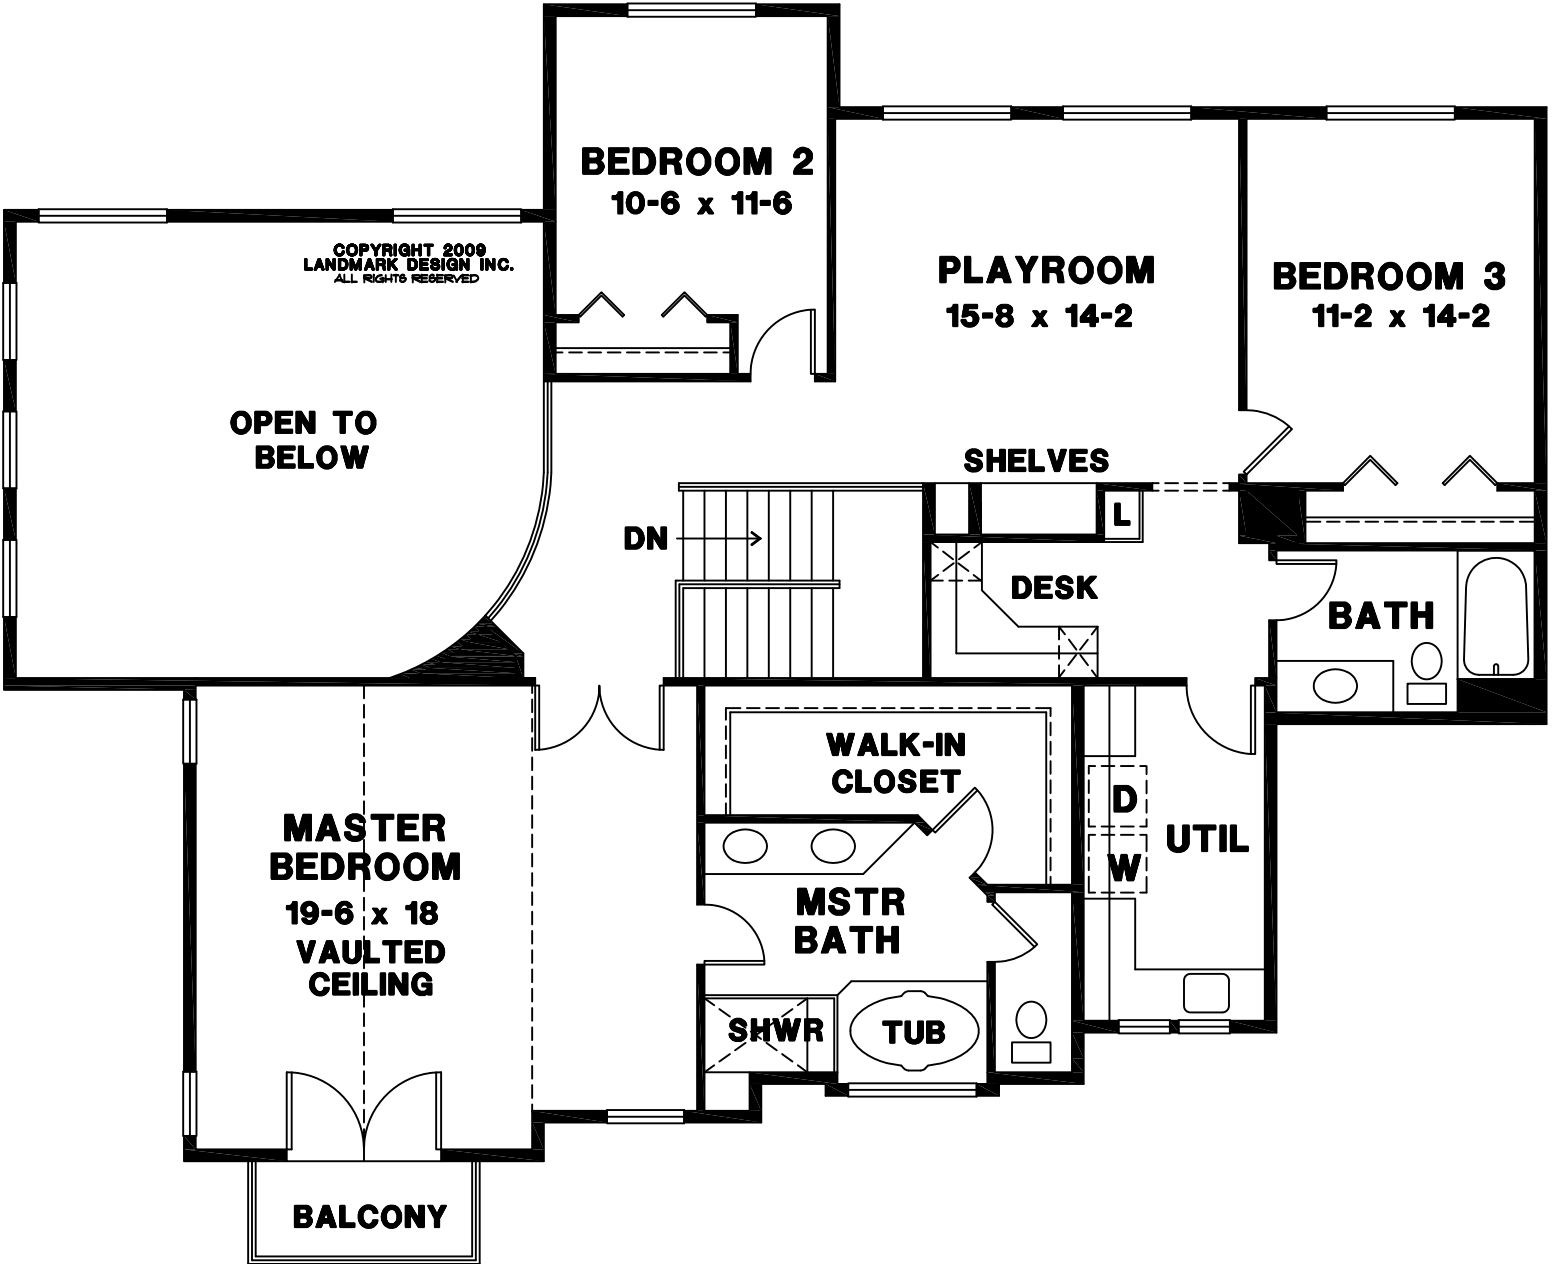 BEDROOM 2
10-6 x 11-6
COPYRIGHT 2009
LANDMARK DESIGN INC.
ALL RIGHTS RESERVED
PLAYROOM
15-8 x 14-2
BEDROOM 3
11-2 x 14-2
OPEN TO
BELOW
SHELVES
L
DN
DESK
BATH
WALK-IN
CLOSET
D
W
UTIL
MASTER
BEDROOM
19-6 x 18
VAULTED
CEILING
MSTR
BATH
SHWR
TUB
BALCONY